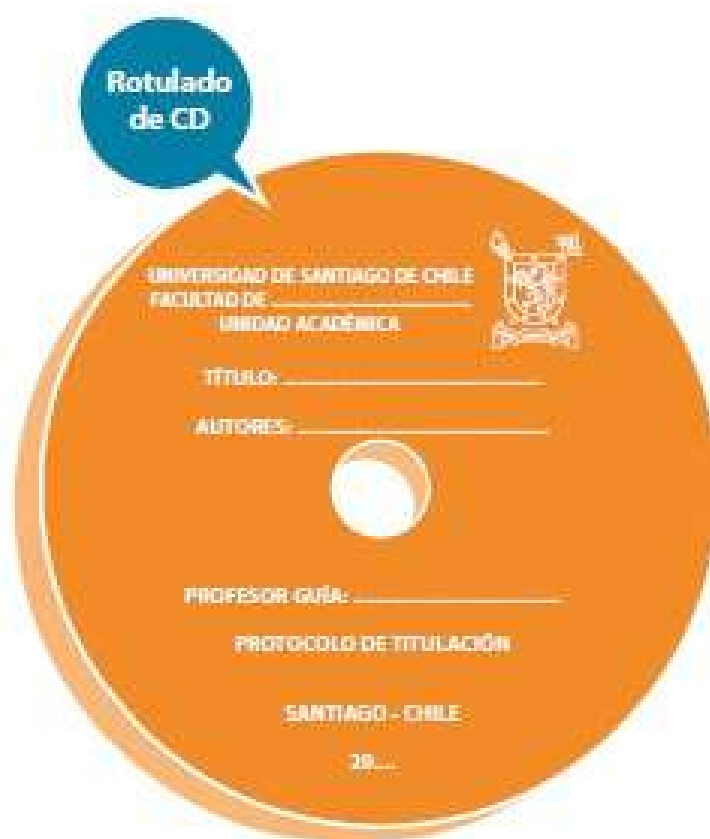 Rotulado
de CD
UNIVERSIDAD DE SANTIAGO DE CHILE
FACULTAD DE ____________________
UNIDAD ACADÉMICA
TÍTULO: ____________________
AUTORES: ____________________
PROFESOR GUÍA: ____________________
PROTOCOLO DE TITULACIÓN
SANTIAGO - CHILE
20....